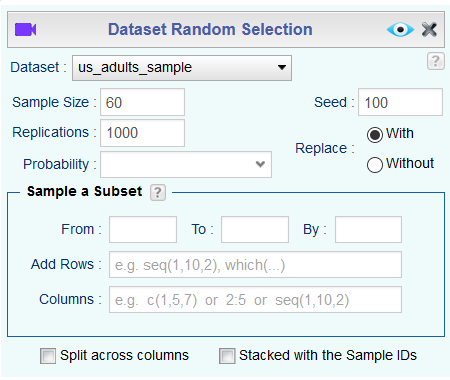 Dataset Random Selection
Dataset : us_adults_sample ?
Sample Size : 60 Seed : 100
Replications : 1000 With
Replace :
Probability : Without
Sample a Subset ?
From : To : By :
Add Rows : e.g. seq(1,10,2), which(...)
Columns : e.g. c(1,5,7) or 2:5 or seq(1,10,2)
Split across columns Stacked with the Sample IDs